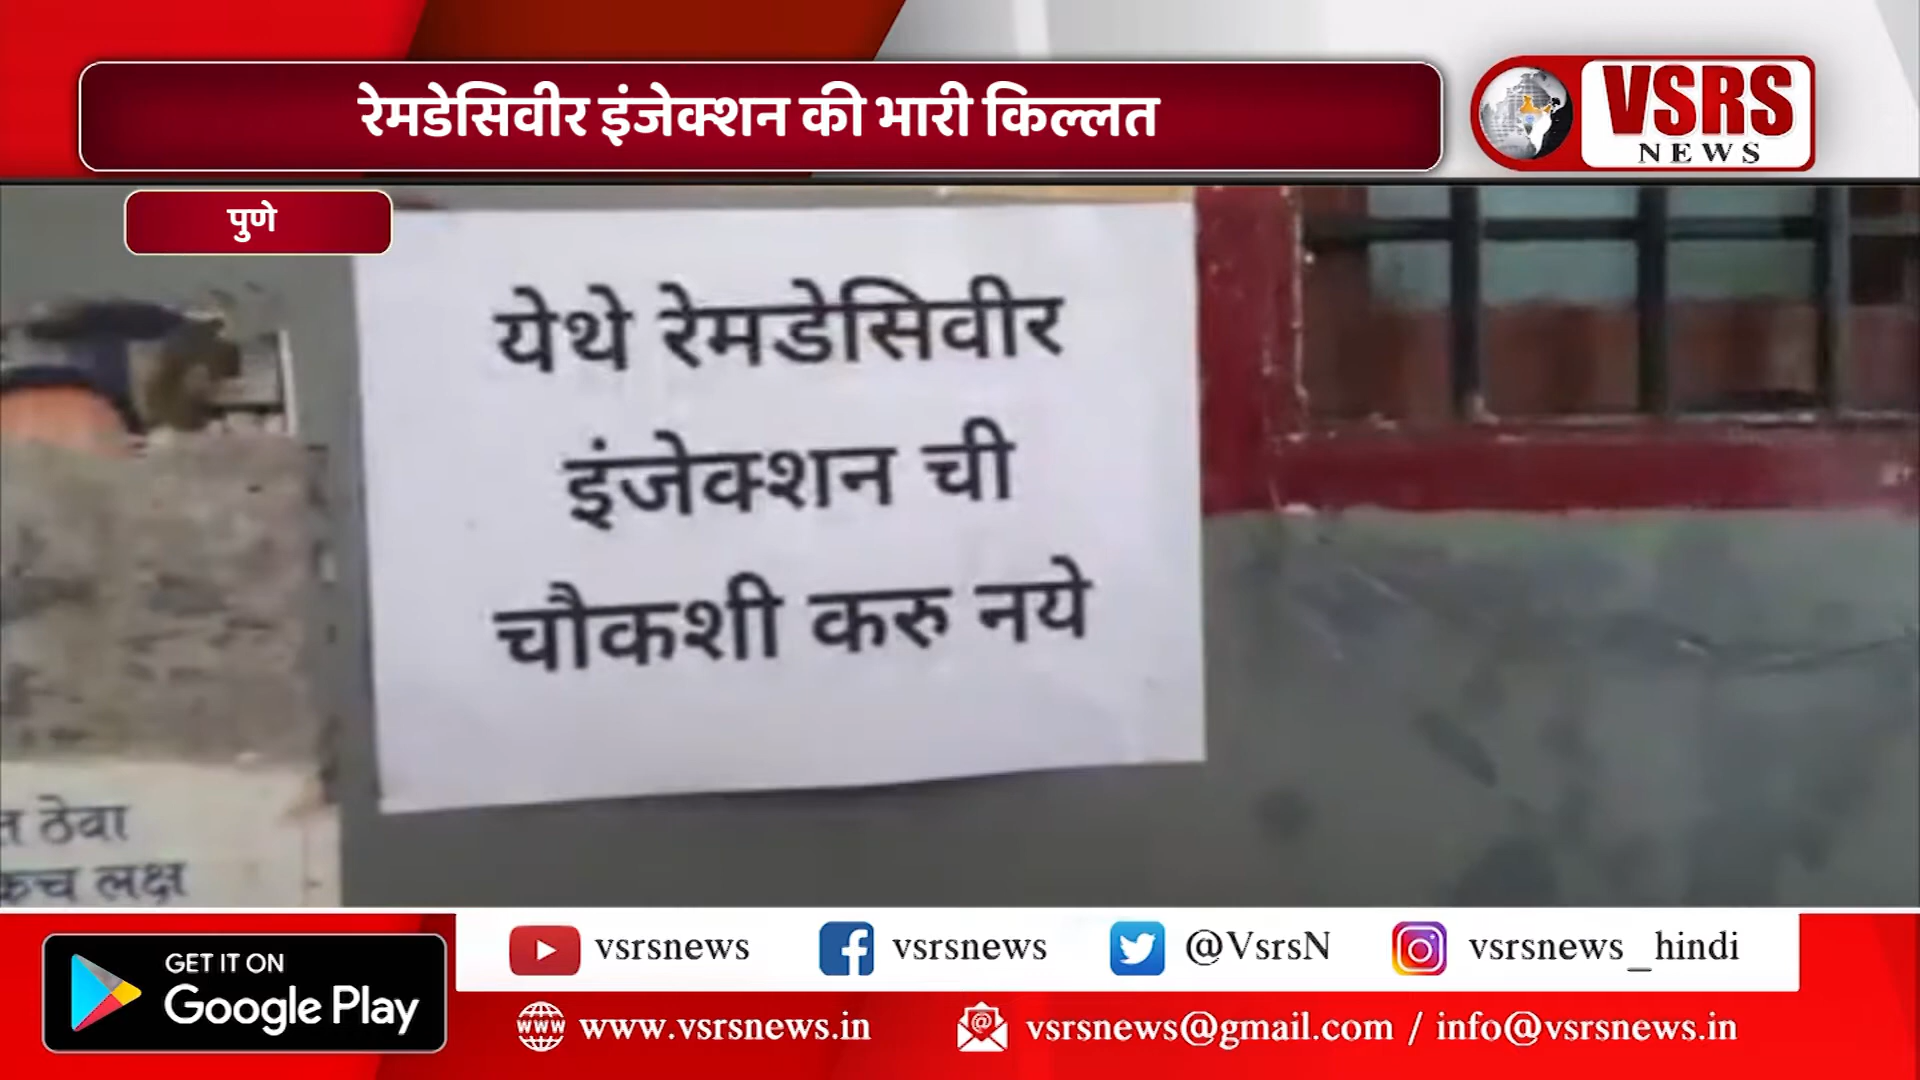 रेमडेसिवीर इंजेक्शन की भारी किल्लत
VSRS
NEWS
पुणे
येथे रेमडेसिवीर
इंजेक्शन ची
चौकशी करु नये
ठेवा
लक्ष
GET IT ON
Google Play
vsrsnews
vsrsnews
@VsrsN
vsrsnews_hindi
www.vsrsnews.in
vsrsnews@gmail.com / info@vsrsnews.in